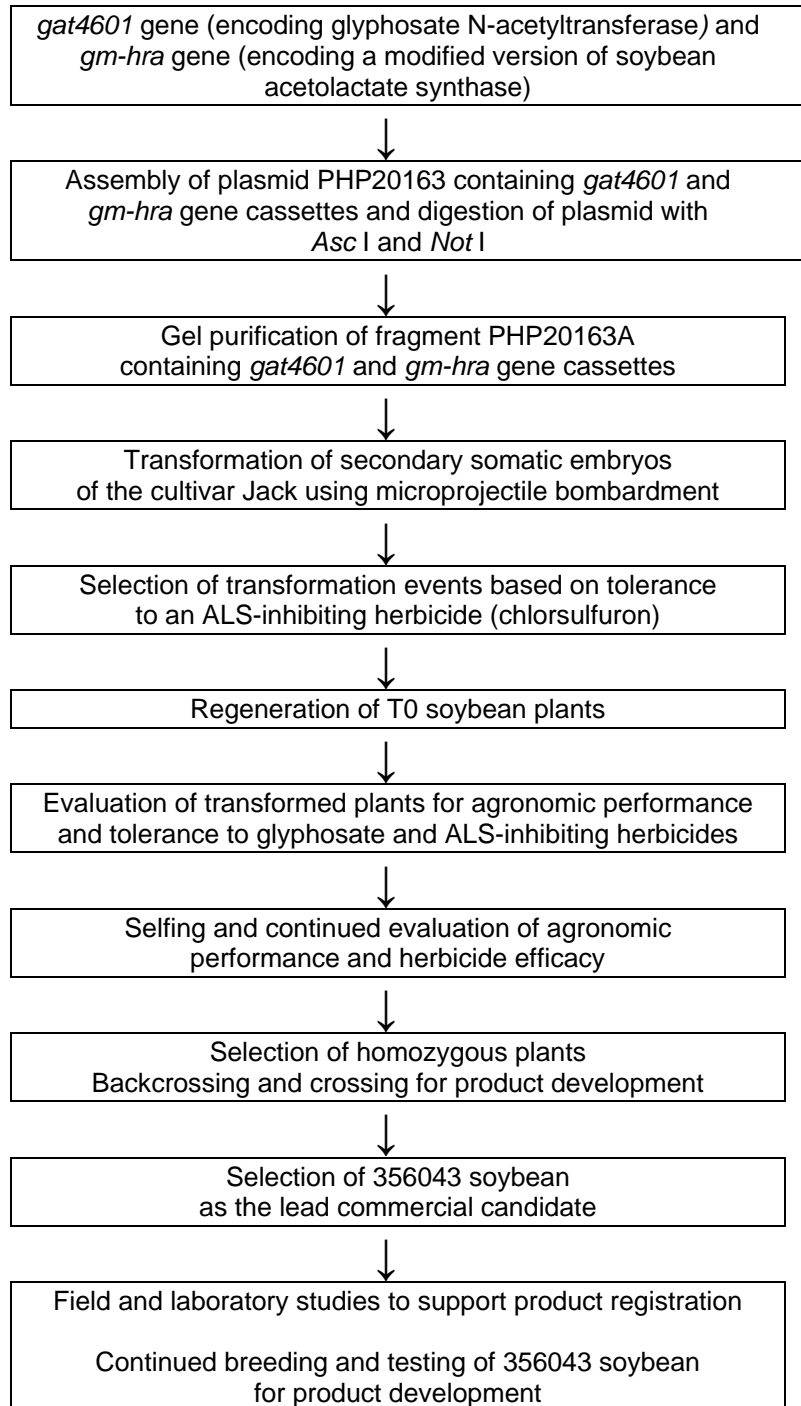 gat4601 gene (encoding glyphosate N-acetyltransferase) and
gm-hra gene (encoding a modified version of soybean
acetolactate synthase)
↓
Assembly of plasmid PHP20163 containing gat4601 and
gm-hra gene cassettes and digestion of plasmid with
Asc I and Not I
↓
Gel purification of fragment PHP20163A
containing gat4601 and gm-hra gene cassettes
↓
Transformation of secondary somatic embryos
of the cultivar Jack using microprojectile bombardment
↓
Selection of transformation events based on tolerance
to an ALS-inhibiting herbicide (chlorsulfuron)
↓
Regeneration of T0 soybean plants
↓
Evaluation of transformed plants for agronomic performance
and tolerance to glyphosate and ALS-inhibiting herbicides
↓
Selfing and continued evaluation of agronomic
performance and herbicide efficacy
↓
Selection of homozygous plants
Backcrossing and crossing for product development
↓
Selection of 356043 soybean
as the lead commercial candidate
↓
Field and laboratory studies to support product registration
Continued breeding and testing of 356043 soybean
for product development